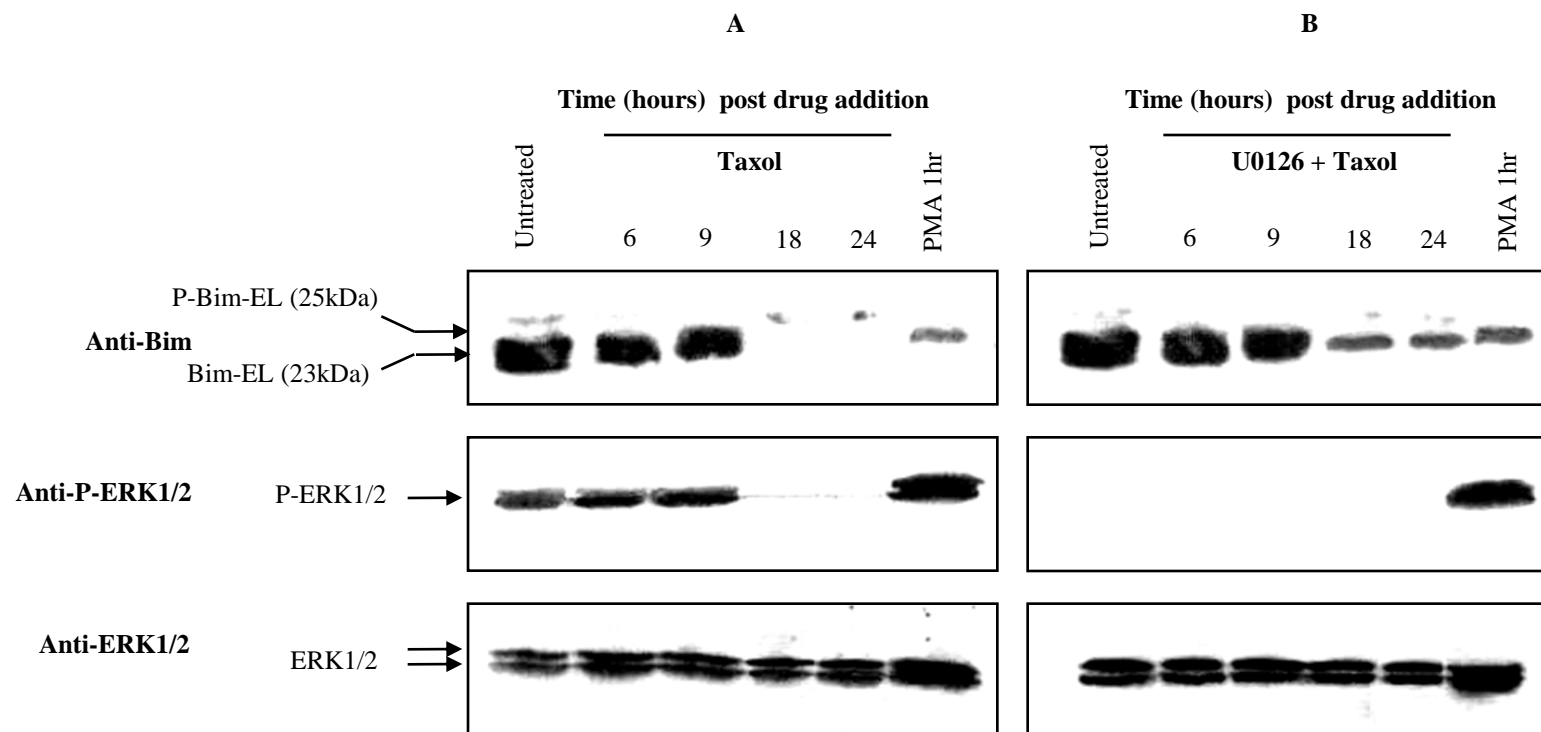 A
B
Time (hours) post drug addition
Time (hours) post drug addition
Untreated
Taxol
PMA 1hr
Untreated
U0126 + Taxol
PMA 1hr
6 9 18 24
6 9 18 24
P-Bim-EL (25kDa)
Anti-Bim
Bim-EL (23kDa)
Anti-P-ERK1/2 P-ERK1/2
Anti-ERK1/2 ERK1/2